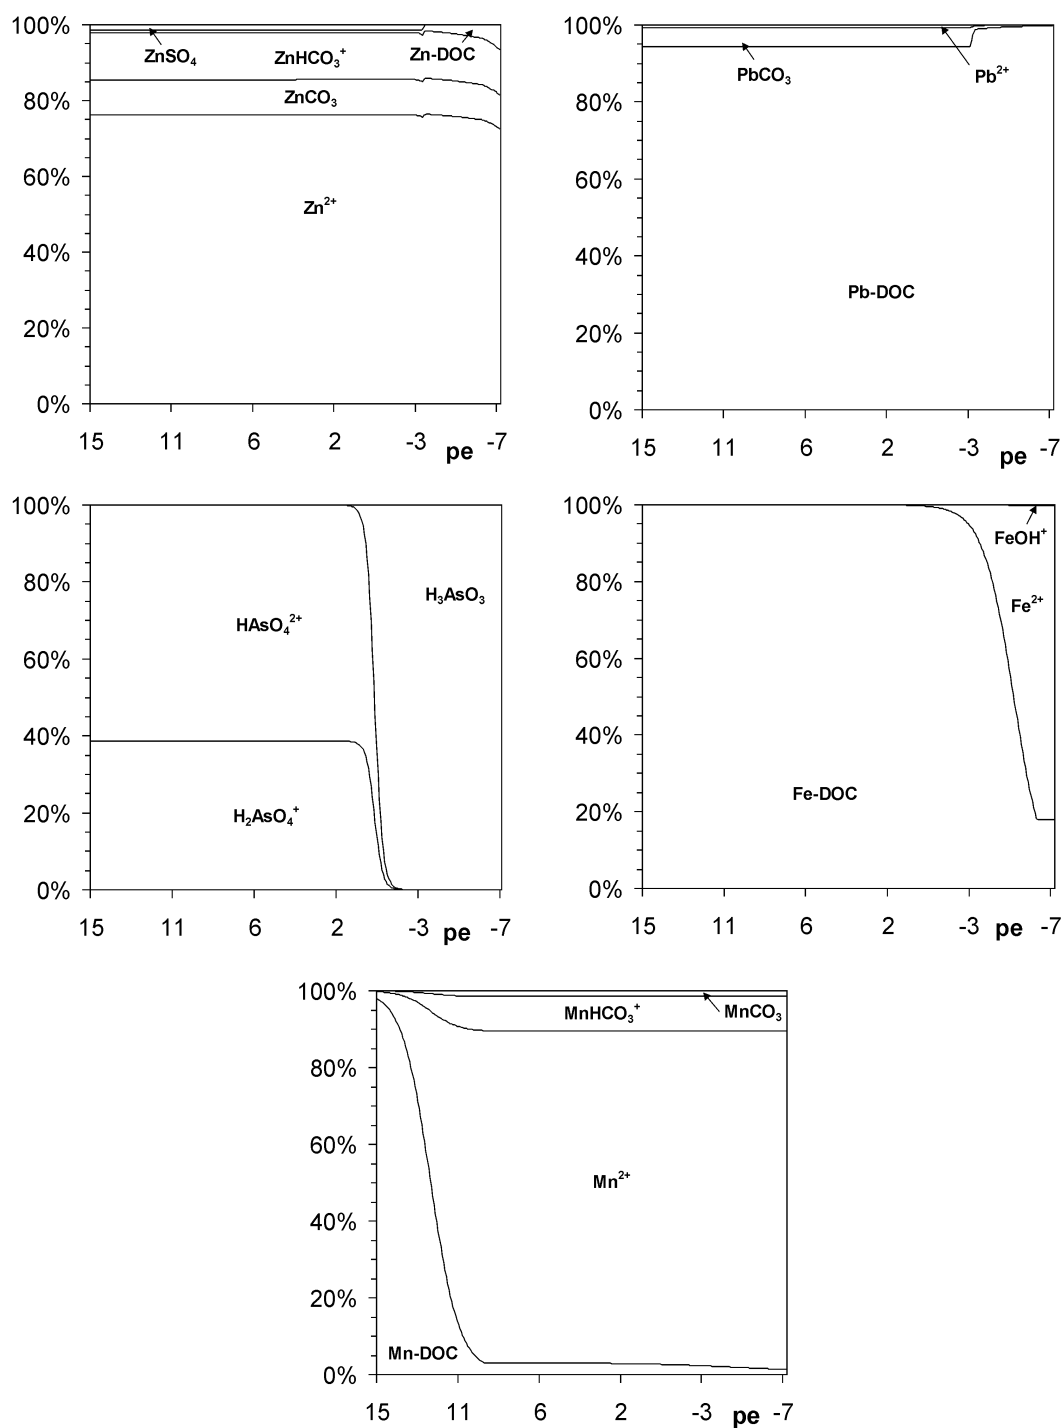 100%
80%
60%
40%
20%
0%
ZnSO₄
ZnHCO₃⁺
Zn-DOC
ZnCO₃
Zn²⁺
15 11 6 2 -3 -7
pe
100%
80%
60%
40%
20%
0%
PbCO₃
Pb²⁺
Pb-DOC
15 11 6 2 -3 -7
pe
100%
80%
60%
40%
20%
0%
H₃AsO₃
HAsO₄²⁺
H₂AsO₄⁺
15 11 6 2 -3 -7
pe
100%
80%
60%
40%
20%
0%
FeOH⁺
Fe²⁺
Fe-DOC
15 11 6 2 -3 -7
pe
100%
80%
60%
40%
20%
0%
MnHCO₃⁺
MnCO₃
Mn²⁺
Mn-DOC
15 11 6 2 -3 -7
pe